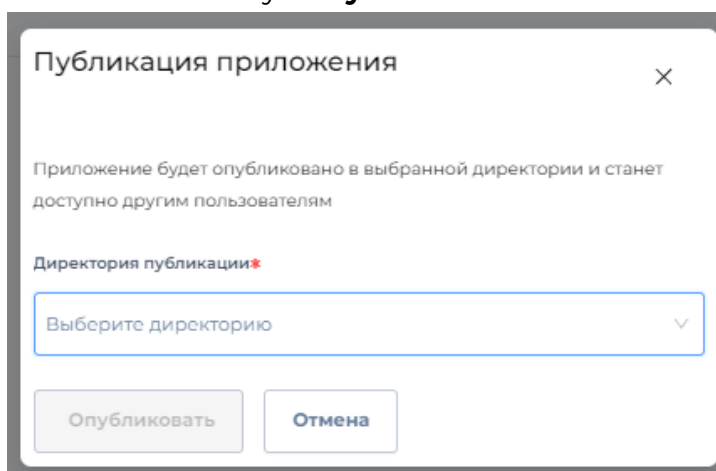 Публикация приложения
Приложение будет опубликовано в выбранной директории и станет
доступно другим пользователям
Директория публикации*
Выберите директорию
Опубликовать
Отмена